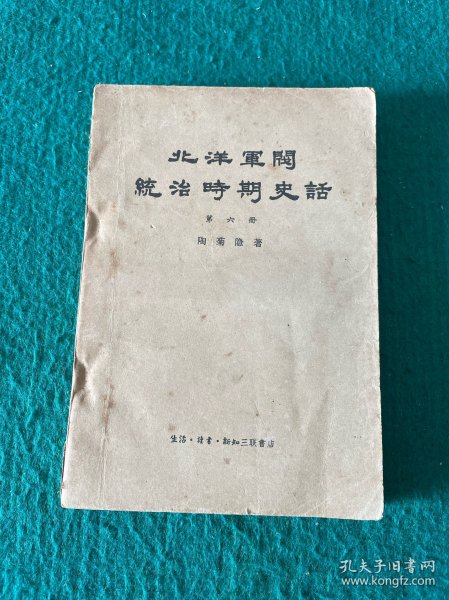 北洋軍閥
統治時期史話
第六册
陶菊隐著
生活·讀書·新知三联書店
孔夫子旧书网
www.kongfz.com